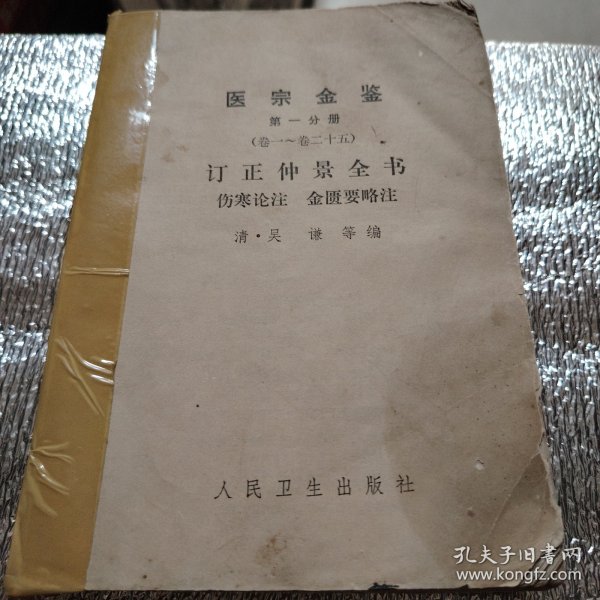 医宗金鉴
第一分册
(卷一～卷二十五)
订正仲景全书
伤寒论注 金匮要略注
清·吴 谦 等编
人民卫生出版社
孔夫子旧书网
www.kongfz.com